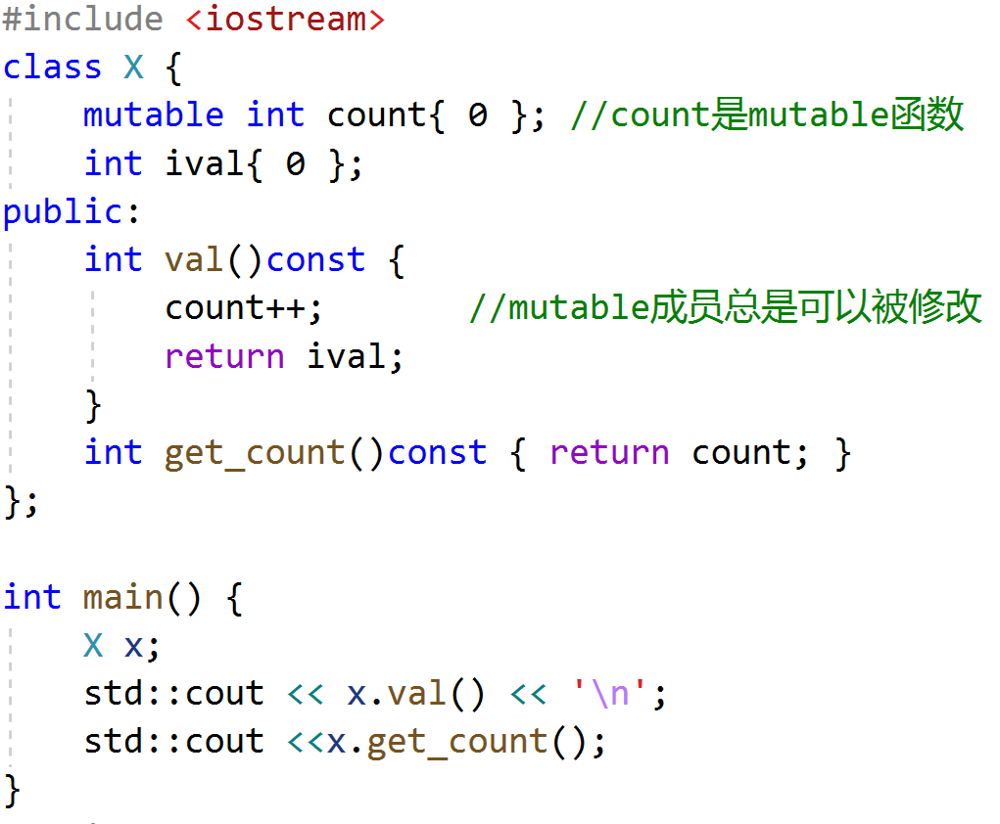 #include <iostream>
class X {
    mutable int count{ 0 }; //count是mutable函数
    int ival{ 0 };
public:
    int val()const {
        count++;       //mutable成员总是可以被修改
        return ival;
    }
    int get_count()const { return count; }
};

int main() {
    X x;
    std::cout << x.val() << '\n';
    std::cout <<x.get_count();
}